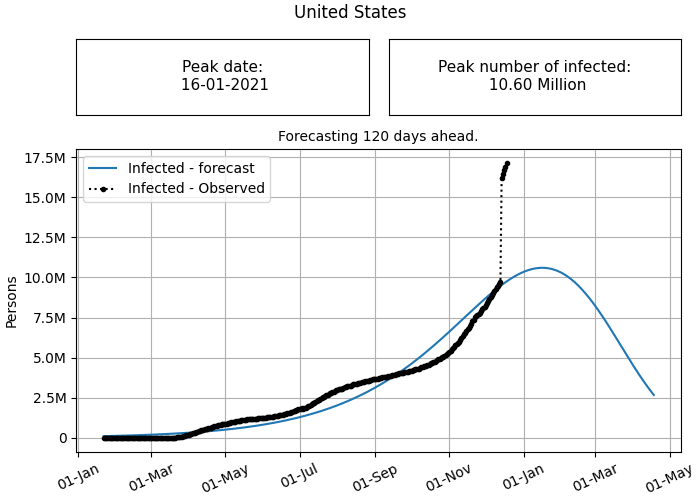 United States
Peak date:
16-01-2021
Peak number of infected:
10.60 Million
Forecasting 120 days ahead.
Infected - forecast
Infected - Observed
17.5M
15.0M
12.5M
10.0M
7.5M
5.0M
2.5M
0
Persons
01-Jan
01-Mar
01-May
01-Jul
01-Sep
01-Nov
01-Jan
01-Mar
01-May